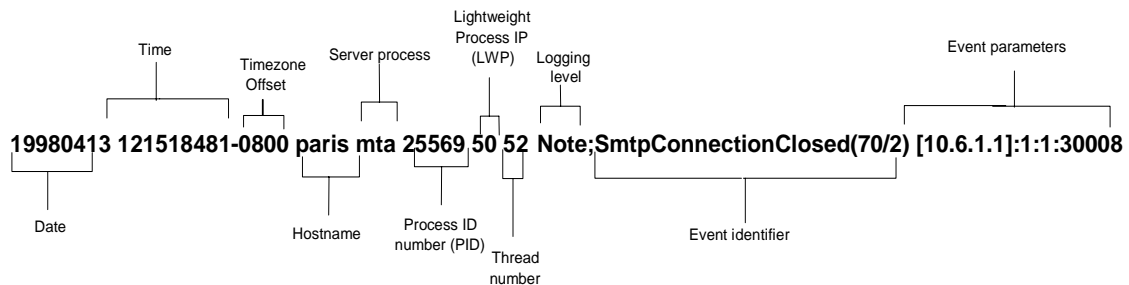 Lightweight
Process IP
(LWP)
Time
Timezone
Offset
Server process
Logging
level
Event parameters
19980413 121518481-0800 paris mta 25569 50 52 Note;SmtpConnectionClosed(70/2) [10.6.1.1]:1:1:30008
Date
Hostname
Process ID
number (PID)
Thread
number
Event identifier